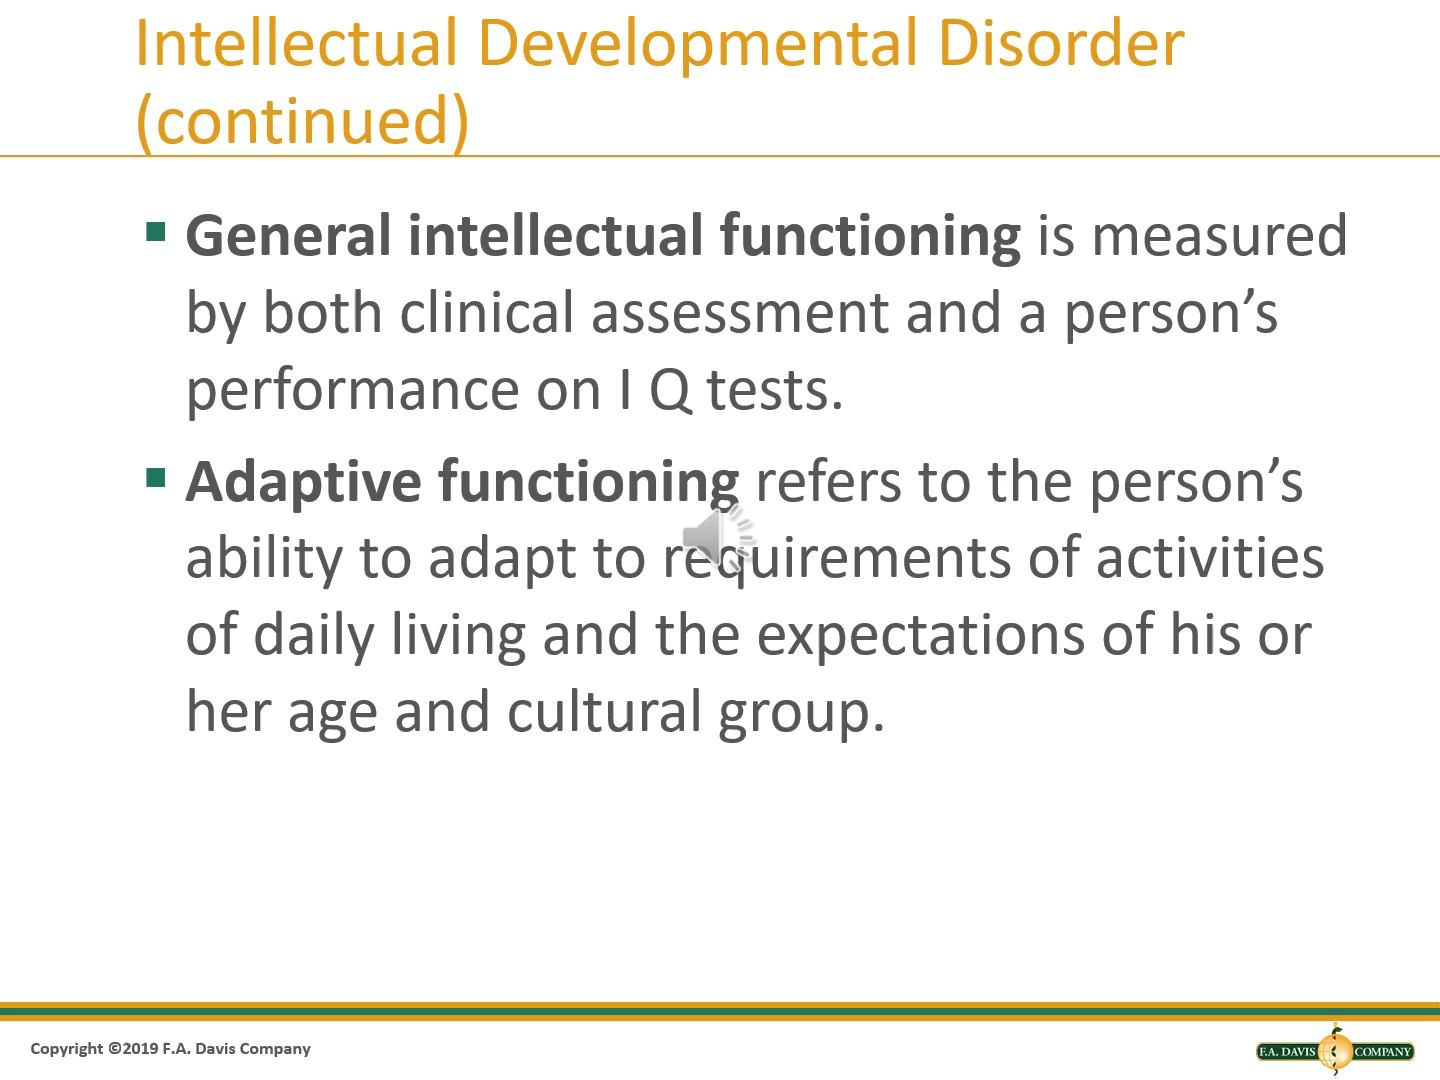 Intellectual Developmental Disorder
(continued)
General intellectual functioning is measured
by both clinical assessment and a person’s
performance on I Q tests.
Adaptive functioning refers to the person’s
ability to adapt to requirements of activities
of daily living and the expectations of his or
her age and cultural group.
Copyright ©2019 F.A. Davis Company
F.A. DAVIS COMPANY